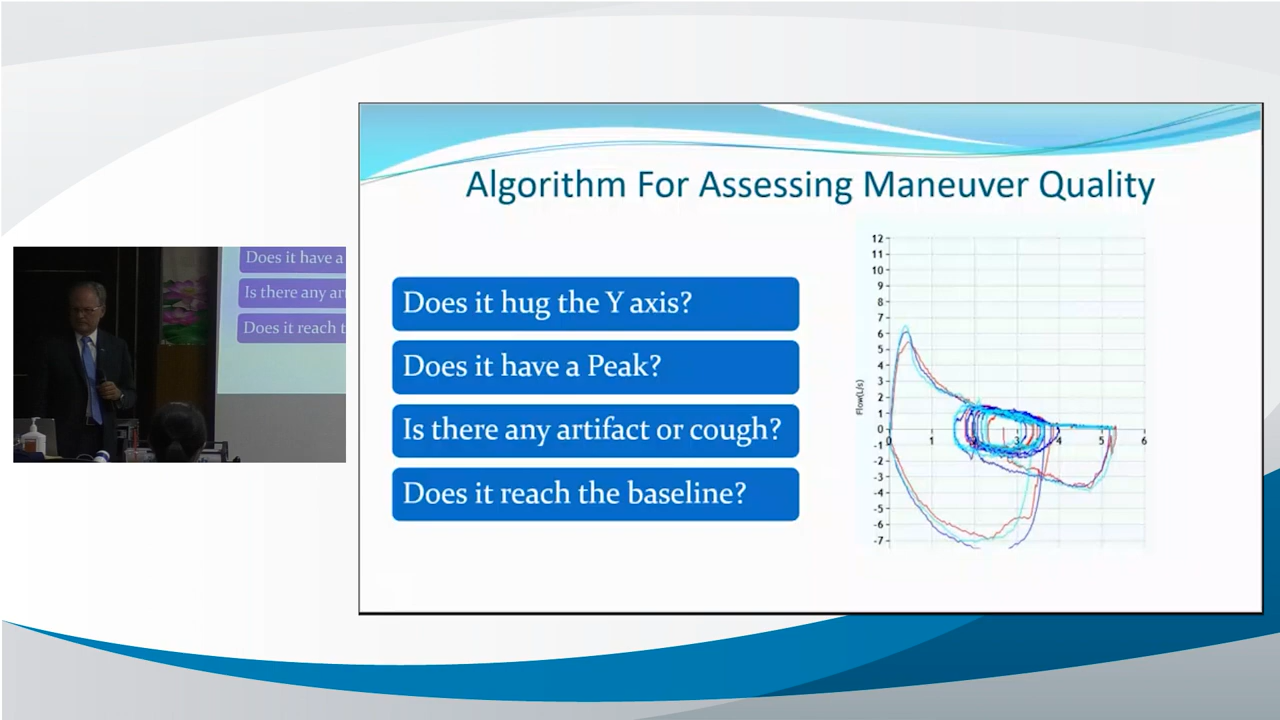 Algorithm For Assessing Maneuver Quality
Does it hug the Y axis?
Does it have a Peak?
Is there any artifact or cough?
Does it reach the baseline?
12
11
10
9
8
7
6
5
4
3
2
1
0
-1
-2
-3
-4
-5
-6
-7
Flow(L/s)
0 1 2 3 4 5 6
Does it have a
Is there any ar
Does it reach t